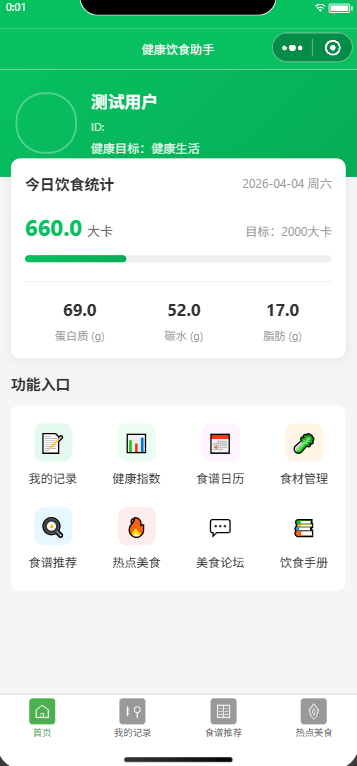 0:01
健康饮食助手
测试用户
ID:
健康目标：健康生活
今日饮食统计 2026-04-04 周六
660.0 大卡 目标：2000大卡
69.0 52.0 17.0
蛋白质 (g) 碳水 (g) 脂肪 (g)
功能入口
我的记录 健康指数 食谱日历 食材管理
食谱推荐 热点美食 美食论坛 饮食手册
首页 我的记录 食谱推荐 热点美食